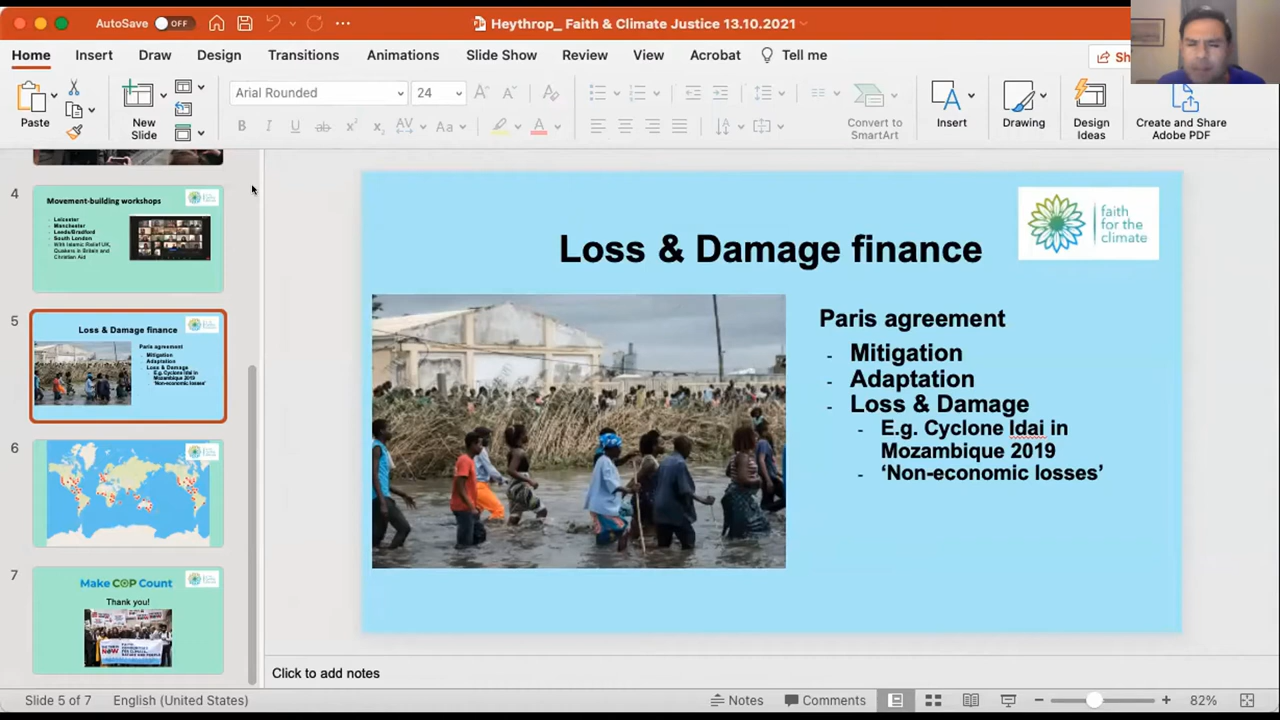 AutoSave OFF
Heythrop_ Faith & Climate Justice 13.10.2021
Home Insert Draw Design Transitions Animations Slide Show Review View Acrobat Tell me
Sh
Paste
New
Slide
Arial Rounded
24
Convert to
SmartArt
Insert
Drawing
Design
Ideas
Create and Share
Adobe PDF
4
Movement-building workshops
Leicester
Manchester
Leeds/Bradford
South London
With Islamic Relief UK,
Quakers in Britain and
Christian Aid
5
Loss & Damage finance
Paris agreement
- Mitigation
- Adaptation
- Loss & Damage
- E.g. Cyclone Idai in
Mozambique 2019
- 'Non-economic losses'
6
7
Make COP Count
Thank you!
Loss & Damage finance
faith
for the
climate
Paris agreement
- Mitigation
- Adaptation
- Loss & Damage
- E.g. Cyclone Idai in
Mozambique 2019
- ‘Non-economic losses’
Click to add notes
Slide 5 of 7
English (United States)
Notes
Comments
82%